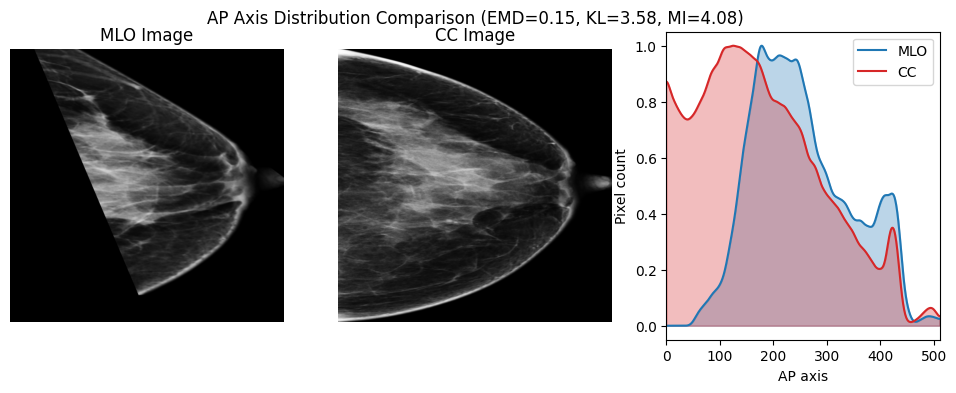 AP Axis Distribution Comparison (EMD=0.15, KL=3.58, MI=4.08)
MLO Image
CC Image
MLO
CC
1.0
0.8
0.6
0.4
0.2
0.0
Pixel count
0 100 200 300 400 500
AP axis